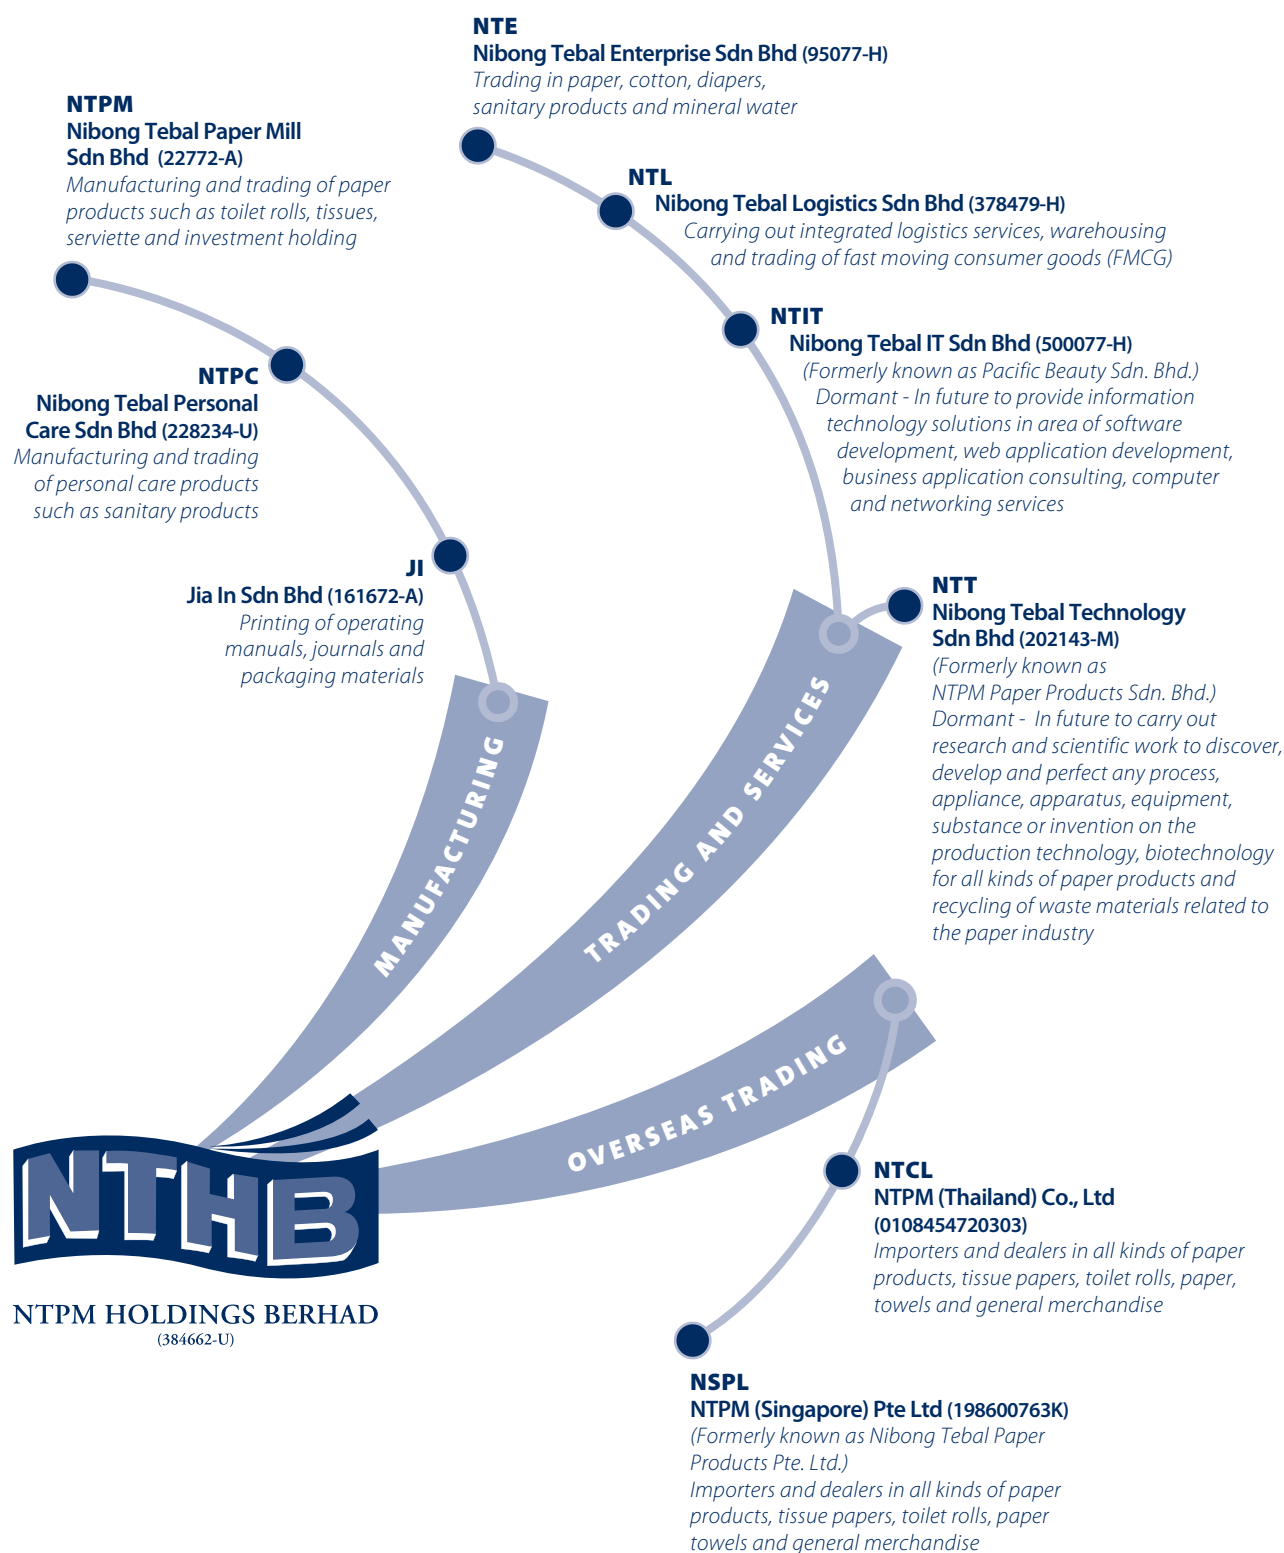 NTE
Nibong Tebal Enterprise Sdn Bhd (95077-H)
Trading in paper, cotton, diapers,
sanitary products and mineral water
NTPM
Nibong Tebal Paper Mill
Sdn Bhd (22772-A)
Manufacturing and trading of paper
products such as toilet rolls, tissues,
serviette and investment holding
NTL
Nibong Tebal Logistics Sdn Bhd (378479-H)
Carrying out integrated logistics services, warehousing
and trading of fast moving consumer goods (FMCG)
NTIT
Nibong Tebal IT Sdn Bhd (500077-H)
(Formerly known as Pacific Beauty Sdn. Bhd.)
Dormant - In future to provide information
technology solutions in area of software
development, web application development,
business application consulting, computer
and networking services
NTPC
Nibong Tebal Personal
Care Sdn Bhd (228234-U)
Manufacturing and trading
of personal care products
such as sanitary products
JI
Jia In Sdn Bhd (161672-A)
Printing of operating
manuals, journals and
packaging materials
NTT
Nibong Tebal Technology
Sdn Bhd (202143-M)
(Formerly known as
NTPM Paper Products Sdn. Bhd.)
Dormant - In future to carry out
research and scientific work to discover,
develop and perfect any process,
appliance, apparatus, equipment,
substance or invention on the
production technology, biotechnology
for all kinds of paper products and
recycling of waste materials related to
the paper industry
MANUFACTURING
TRADING AND SERVICES
OVERSEAS TRADING
NTHB
NTPM HOLDINGS BERHAD
(384662-U)
NTCL
NTPM (Thailand) Co., Ltd
(0108454720303)
Importers and dealers in all kinds of paper
products, tissue papers, toilet rolls, paper,
towels and general merchandise
NSPL
NTPM (Singapore) Pte Ltd (198600763K)
(Formerly known as Nibong Tebal Paper
Products Pte. Ltd.)
Importers and dealers in all kinds of paper
products, tissue papers, toilet rolls, paper
towels and general merchandise